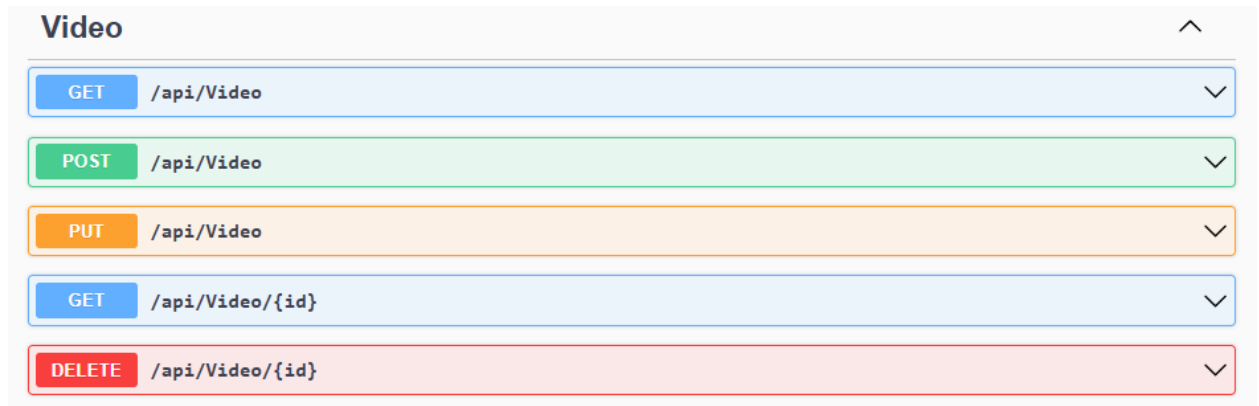 Video
GET /api/Video
POST /api/Video
PUT /api/Video
GET /api/Video/{id}
DELETE /api/Video/{id}